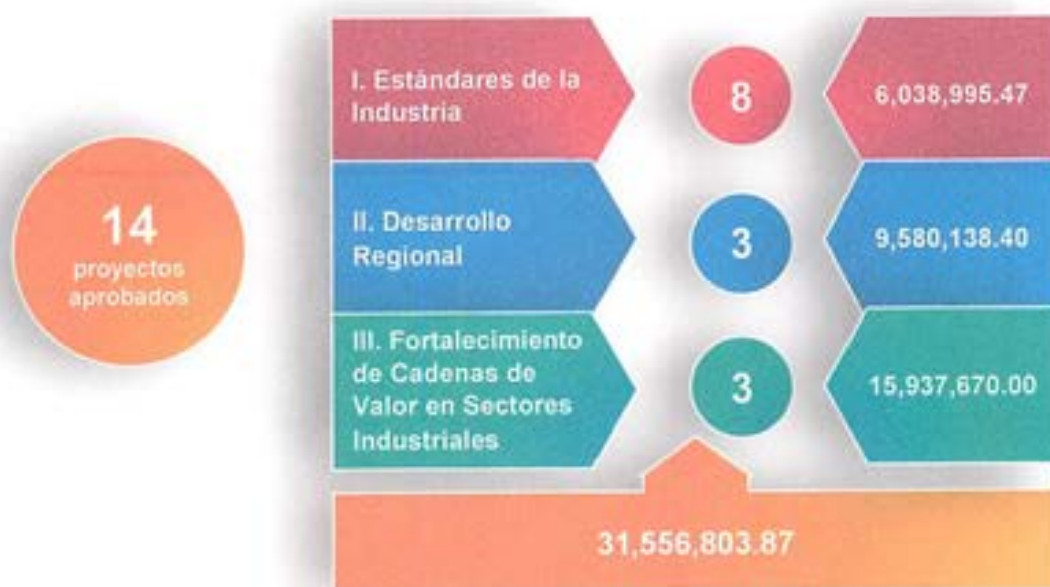 14
proyectos
aprobados
I. Estándares de la
Industria
8
6,038,995.47
II. Desarrollo
Regional
3
9,580,138.40
III. Fortalecimiento
de Cadenas de
Valor en Sectores
Industriales
3
15,937,670.00
31,556,803.87